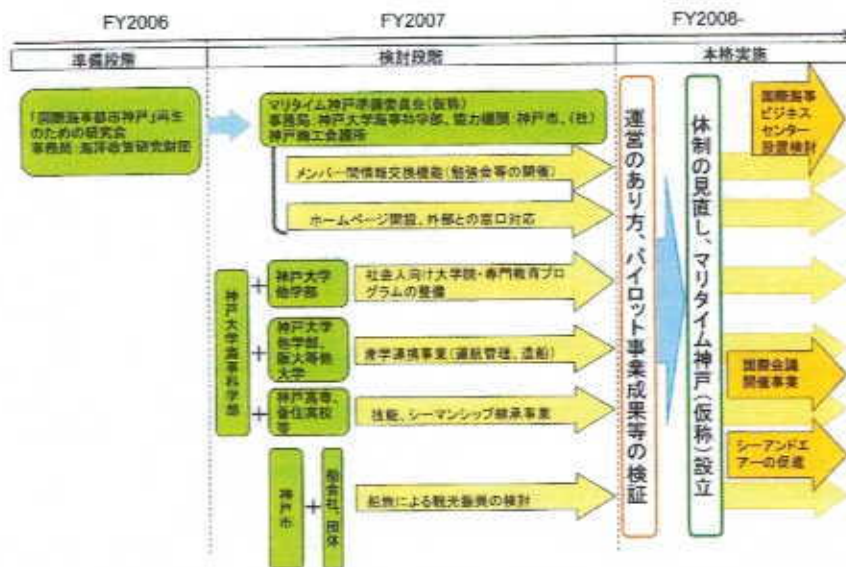 FY2006
FY2007
FY2008-
準備段階
検討段階
本格実施
「国際海事都市神戸」再生
のための研究会
事務局:海洋政策研究財団
マリタイム神戸準備委員会(仮称)
事務局:神戸大学海事科学部、協力機関:神戸市、(社)
神戸商工会議所
メンバー間情報交換機能(勉強会等の開催)
ホームページ開設、外部との窓口対応
神戸大学海事科学部
+
神戸大学
他学部
社会人向け大学院・専門教育プロ
グラムの整備
+
神戸大学
他学部、
阪大等他
大学
産学連携事業(運航管理、造船)
+
神戸高専、
等
技能、シーマンシップ継承事業
神戸市
+
船会社、団体
船旅による観光振興の検討
運営のあり方、パイロット事業成果等の検証
体制の見直し、マリタイム神戸(仮称)設立
国際海事
ビジネス
センター
設置検討
国際会議
開催事業
シーアンドエ
アーの促進